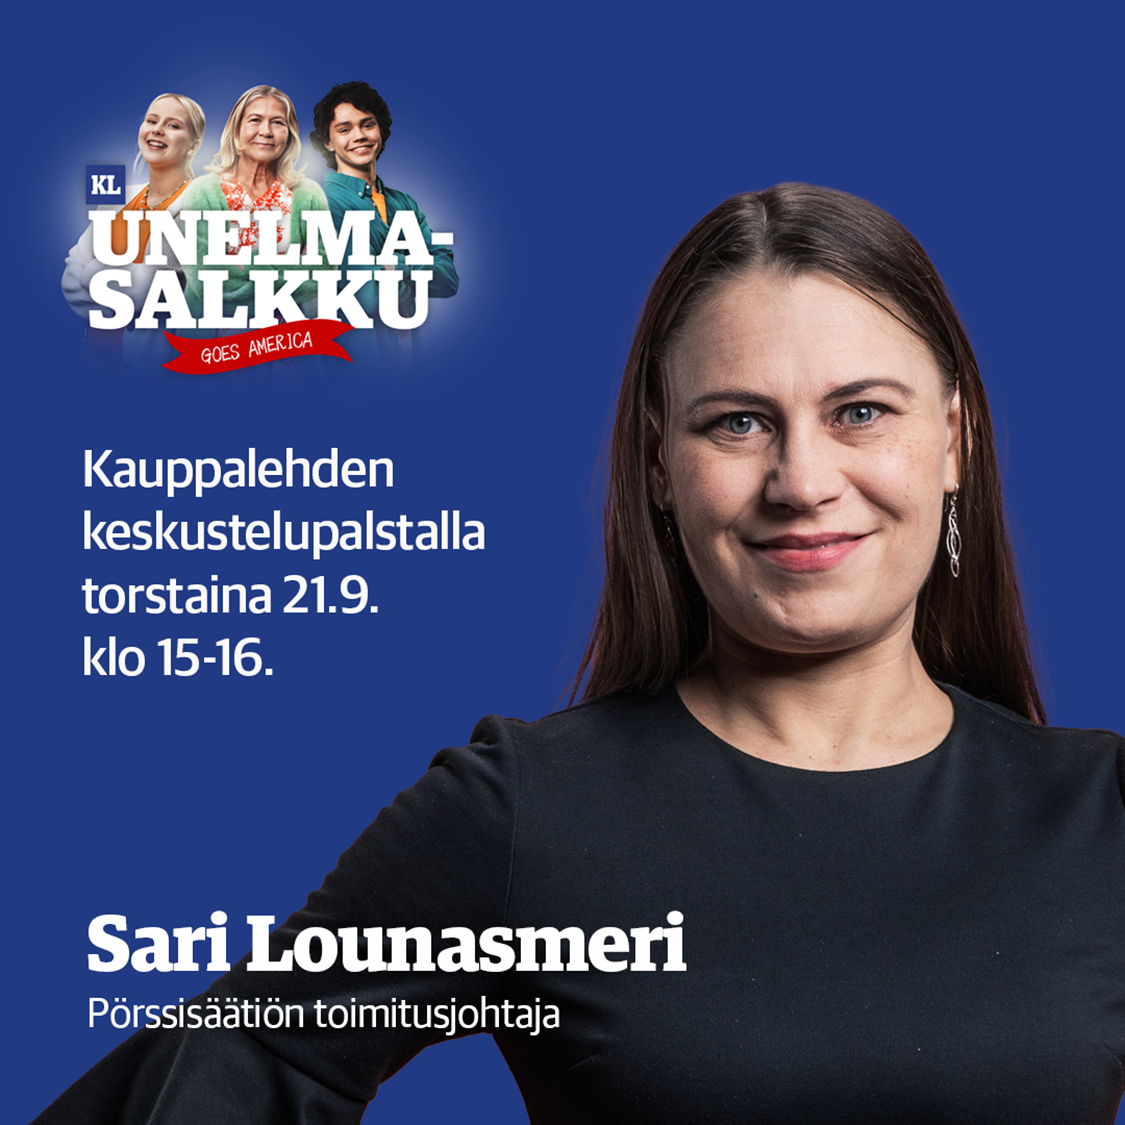 KL
UNELMA-
SALKKU
GOES AMERICA
Kauppalehden
keskustelupalstalla
torstaina 21.9.
klo 15-16.
Sari Lounasmeri
Pörssisäätiön toimitusjohtaja